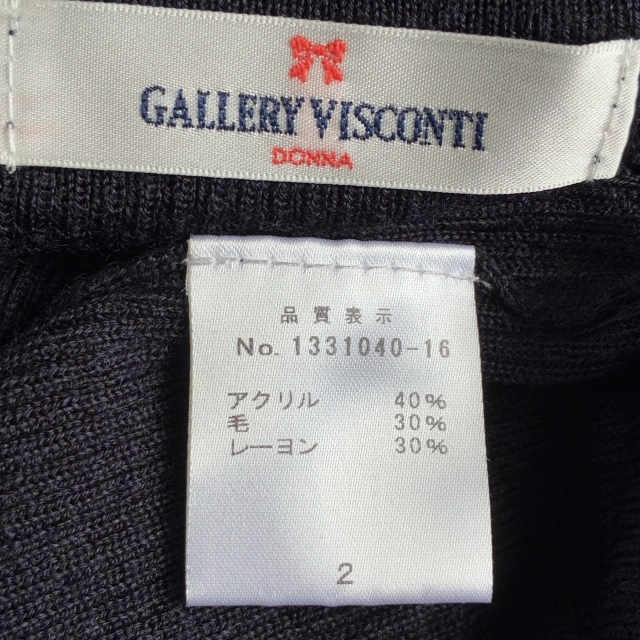 GALLERY VISCONTI
DONNA
品質表示
No. 1331040-16
アクリル 40%
毛 30%
レーヨン 30%
2